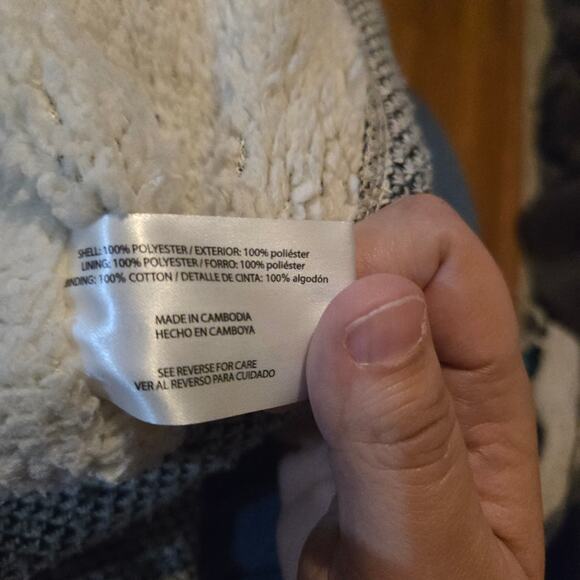 SHELL: 100% POLYESTER / EXTERIOR: 100% poliéster
LINING: 100% POLYESTER / FORRO: 100% poliéster
BINDING: 100% COTTON / DETALLE DE CINTA: 100% algodón
MADE IN CAMBODIA
HECHO EN CAMBOYA
SEE REVERSE FOR CARE
VER AL REVERSO PARA CUIDADO